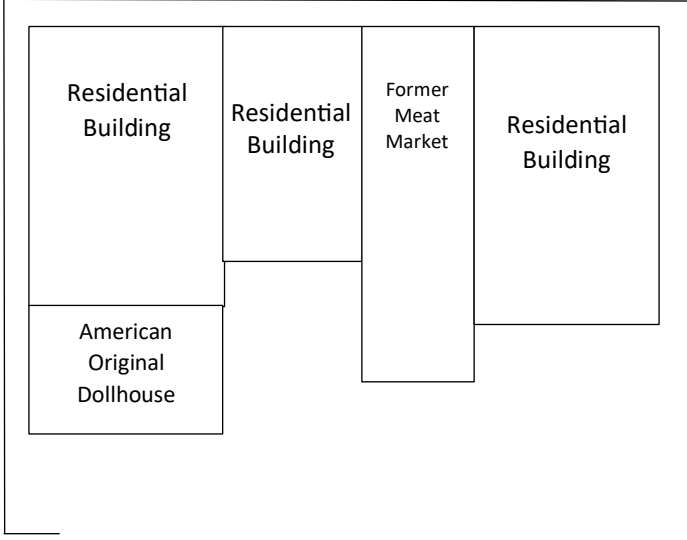 Residential
Building
Residential
Building
Former
Meat
Market
Residential
Building
American
Original
Dollhouse